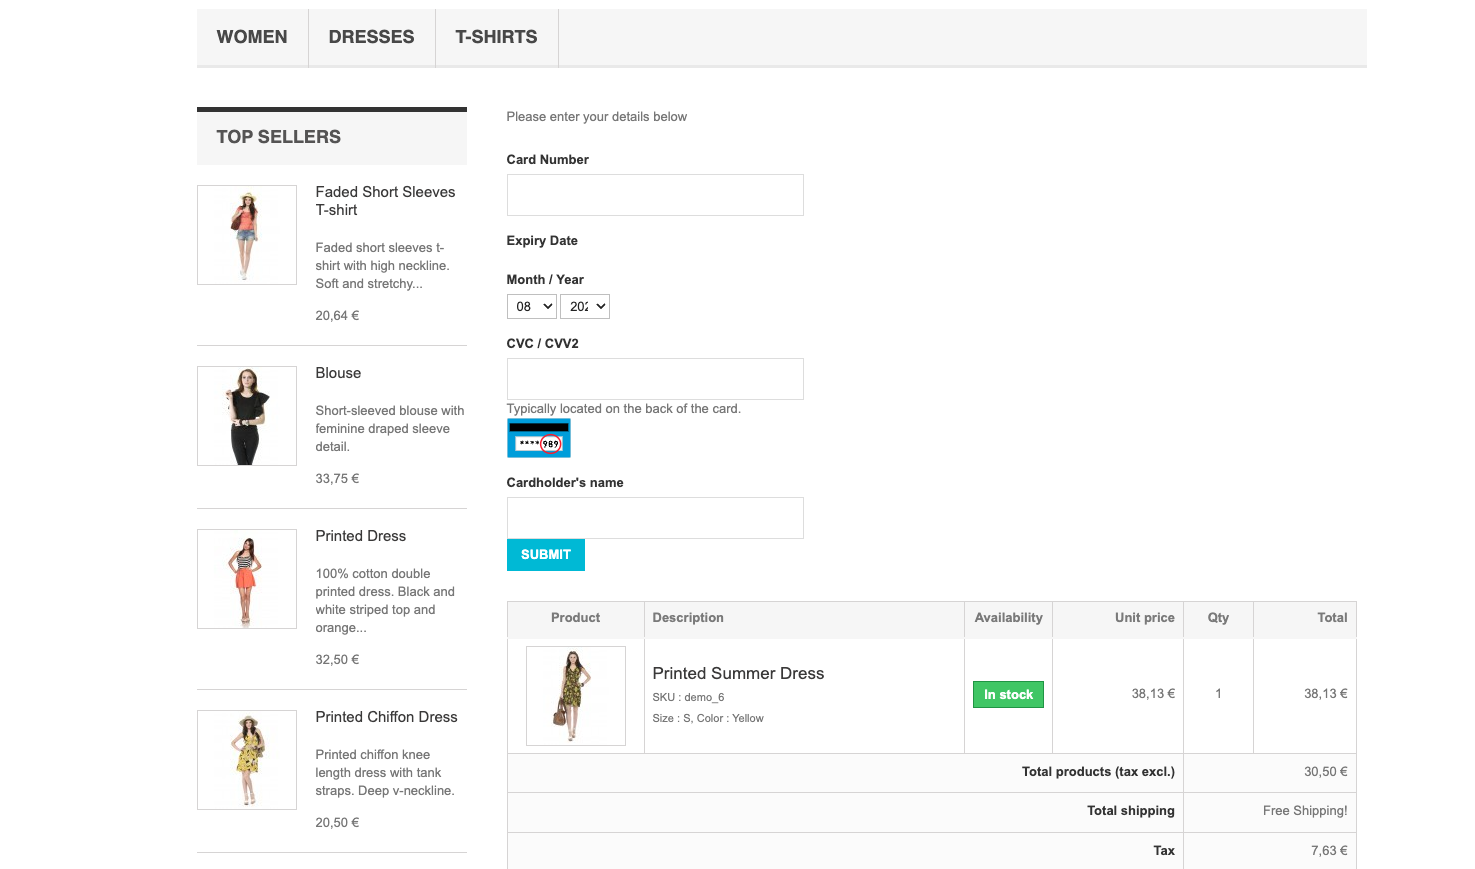 WOMEN DRESSES T-SHIRTS
TOP SELLERS
Faded Short Sleeves
T-shirt
Faded short sleeves t-
shirt with high neckline.
Soft and stretchy...
20,64 €
Blouse
Short-sleeved blouse with
feminine draped sleeve
detail.
33,75 €
Printed Dress
100% cotton double
printed dress. Black and
white striped top and
orange...
32,50 €
Printed Chiffon Dress
Printed chiffon knee
length dress with tank
straps. Deep v-neckline.
20,50 €
Please enter your details below
Card Number
Expiry Date
Month / Year
08 202
CVC / CVV2
Typically located on the back of the card.
****989
Cardholder's name
SUBMIT
Product Description Availability Unit price Qty Total
Printed Summer Dress
SKU : demo_6
Size : S, Color : Yellow
In stock
38,13 € 1 38,13 €
Total products (tax excl.) 30,50 €
Total shipping Free Shipping!
Tax 7,63 €